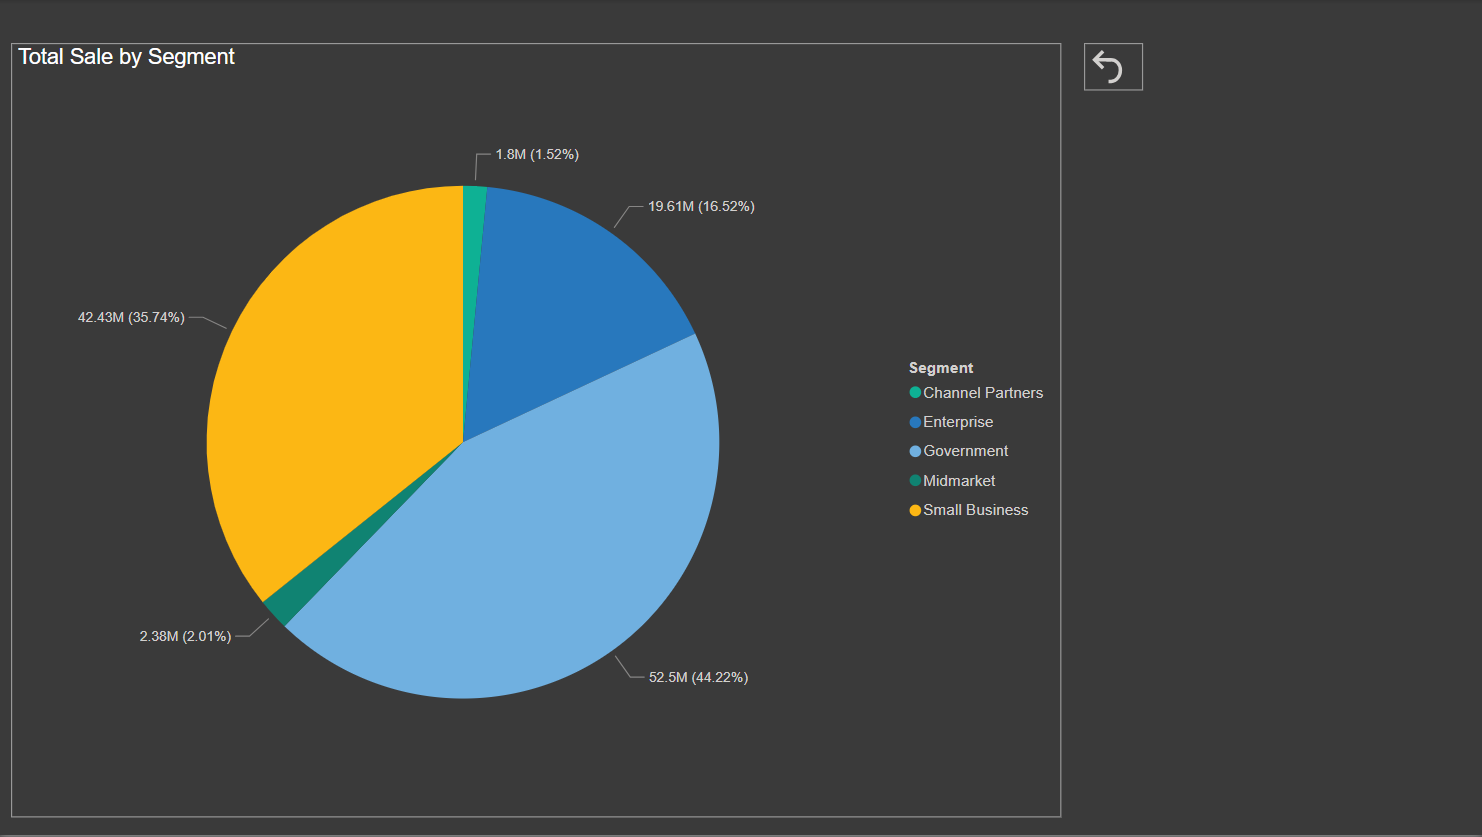 Total Sale by Segment
1.8M (1.52%)
19.61M (16.52%)
42.43M (35.74%)
2.38M (2.01%)
52.5M (44.22%)
Segment
Channel Partners
Enterprise
Government
Midmarket
Small Business